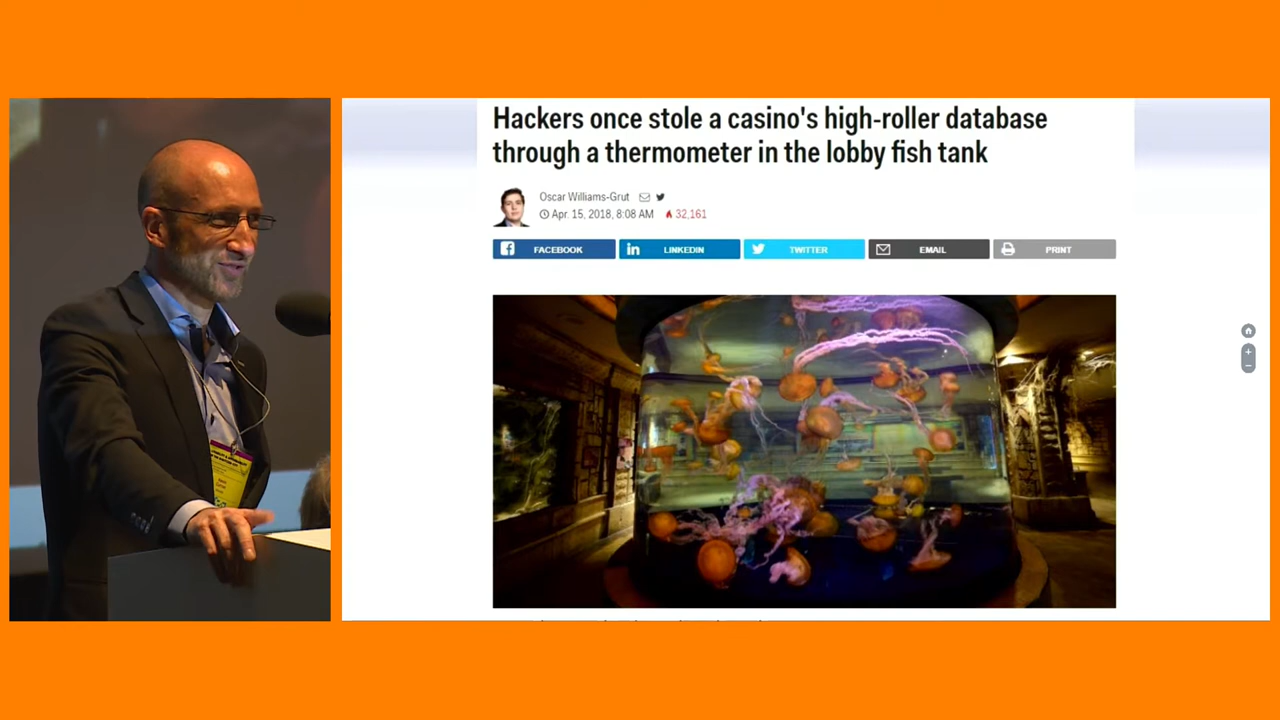 Hackers once stole a casino's high-roller database
through a thermometer in the lobby fish tank
Oscar Williams-Grut
Apr. 15, 2018, 8:08 AM 32,161
FACEBOOK
LINKEDIN
TWITTER
EMAIL
PRINT